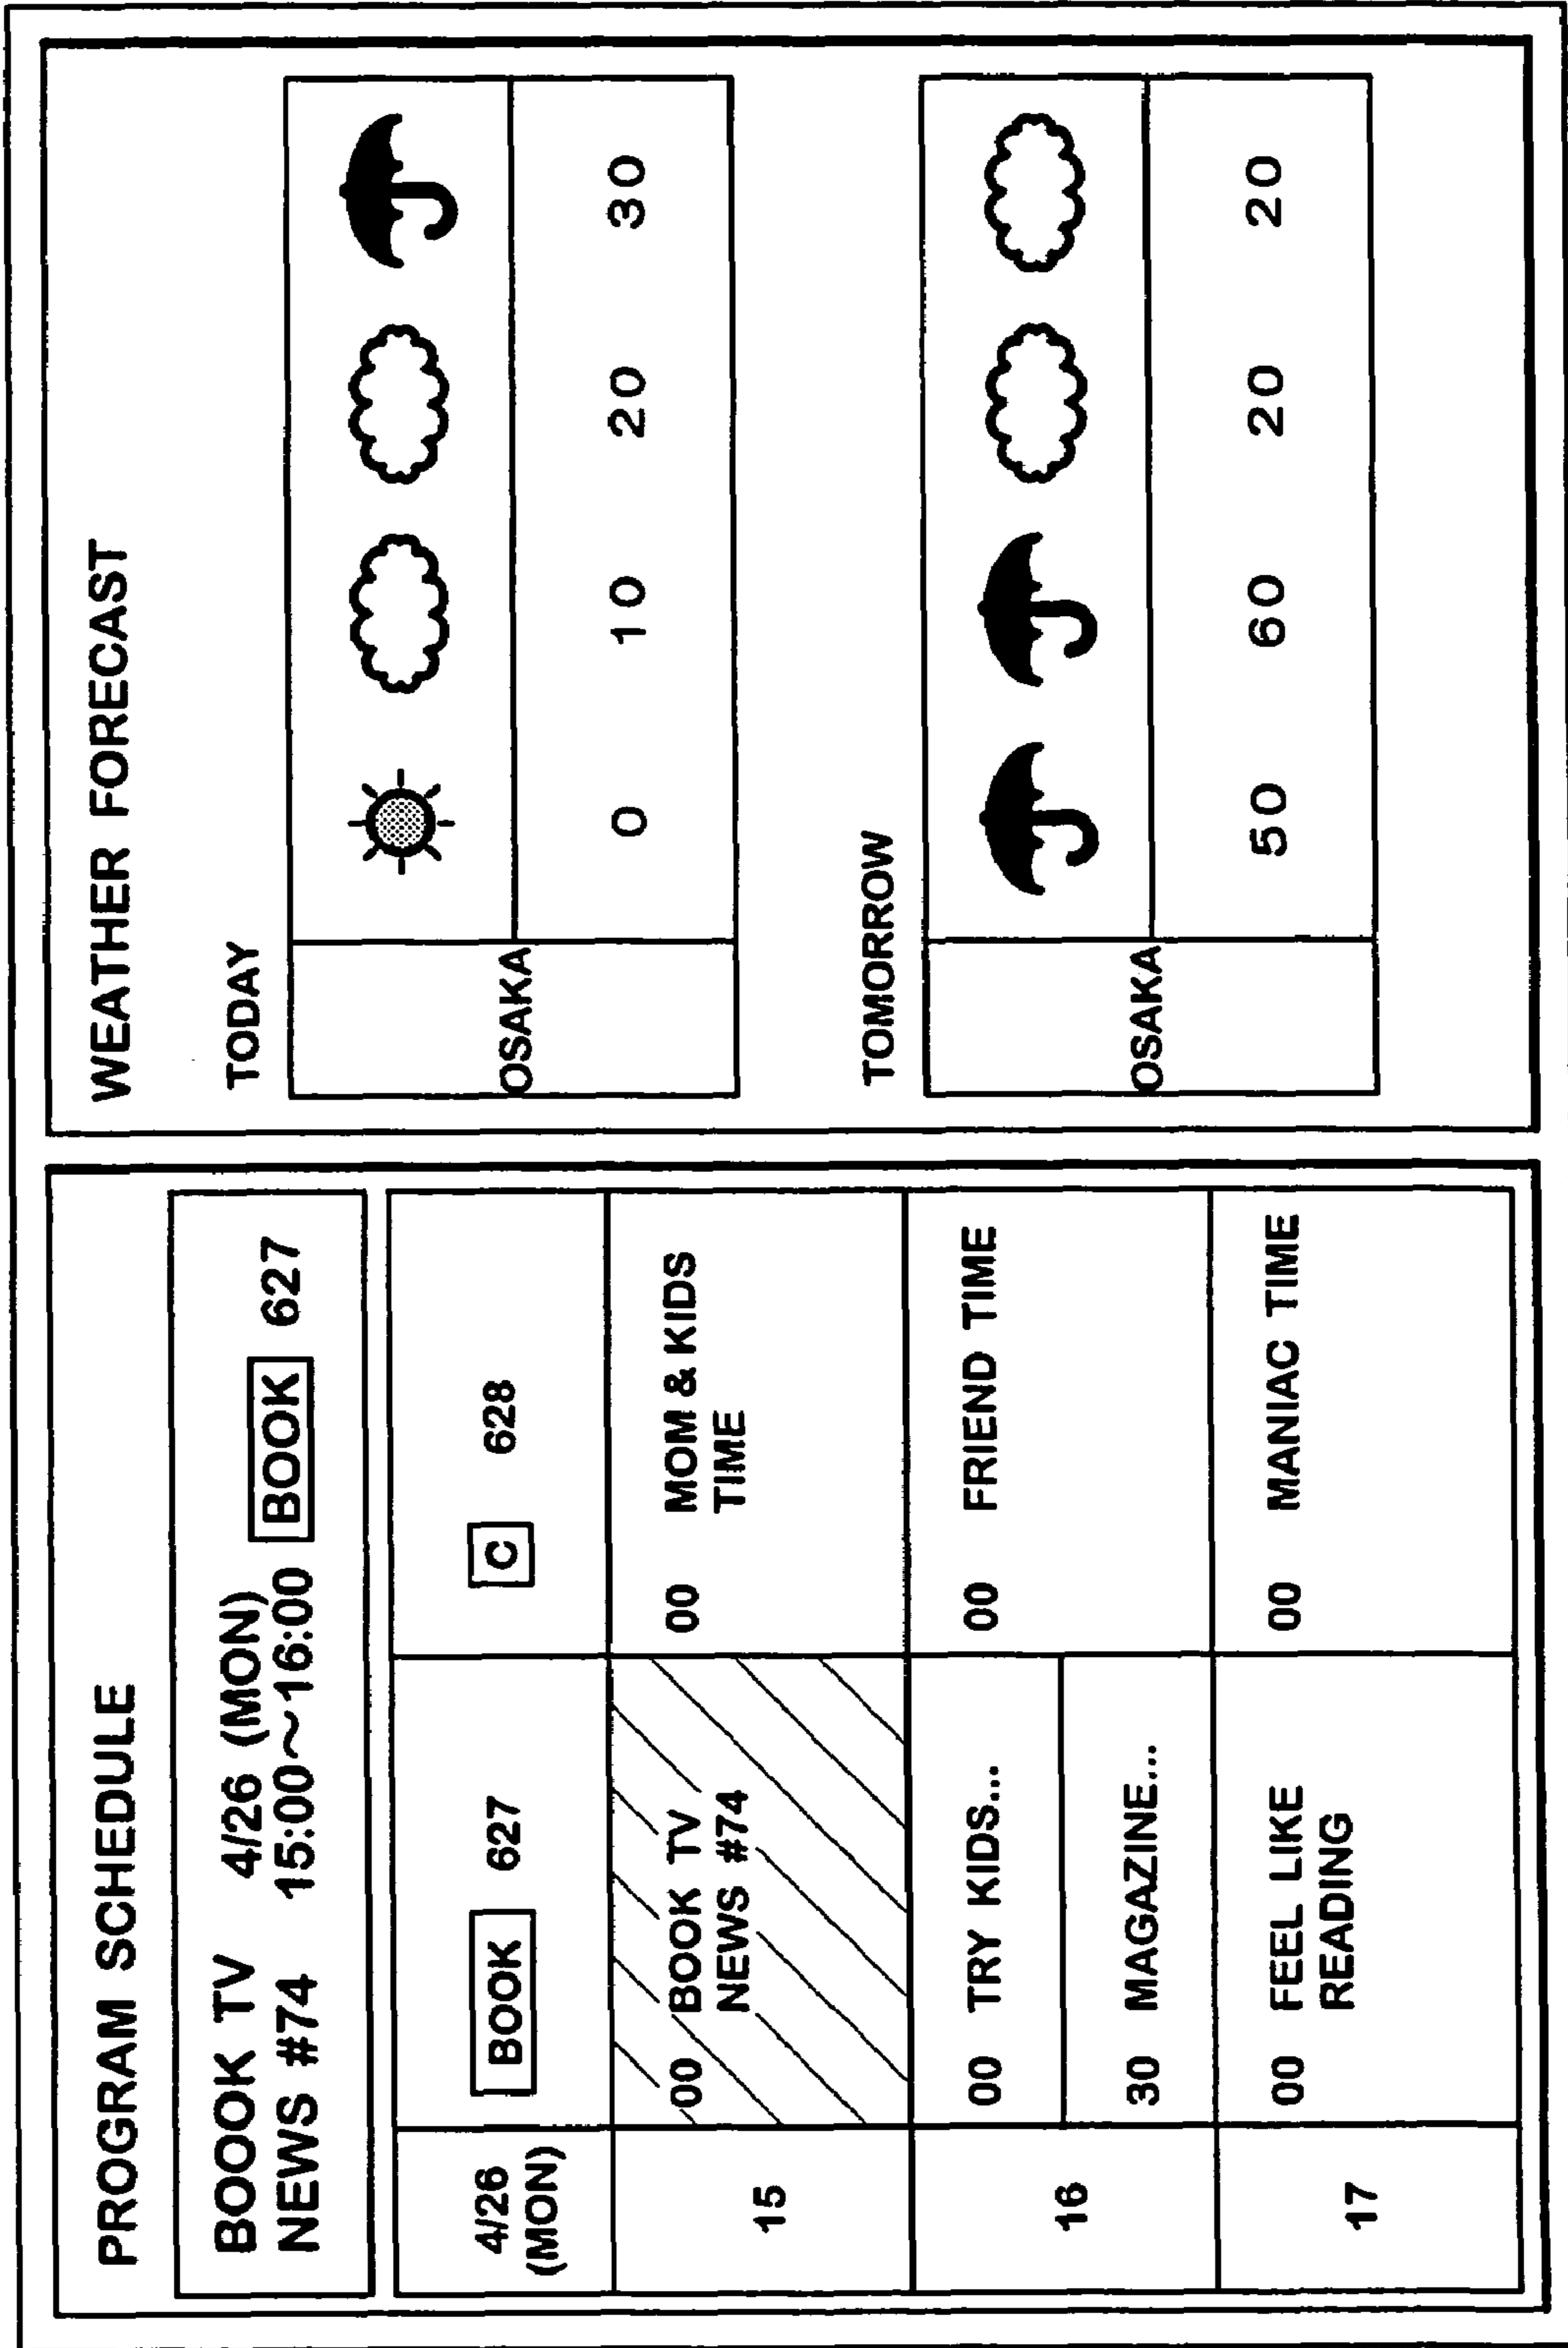 PROGRAM SCHEDULE
BOOOK TV 4/26 (MON)
NEWS #74 15:00~16:00 BOOK 627
4/26 (MON) BOOK 627 C 628
15 00 BOOK TV NEWS #74 00 MOM & KIDS TIME
16 00 TRY KIDS... 00 FRIEND TIME
30 MAGAZINE...
17 00 FEEL LIKE READING 00 MANIAC TIME
WEATHER FORECAST
TODAY
OSAKA
0 10 20 30
TOMORROW
OSAKA
50 60 20 20